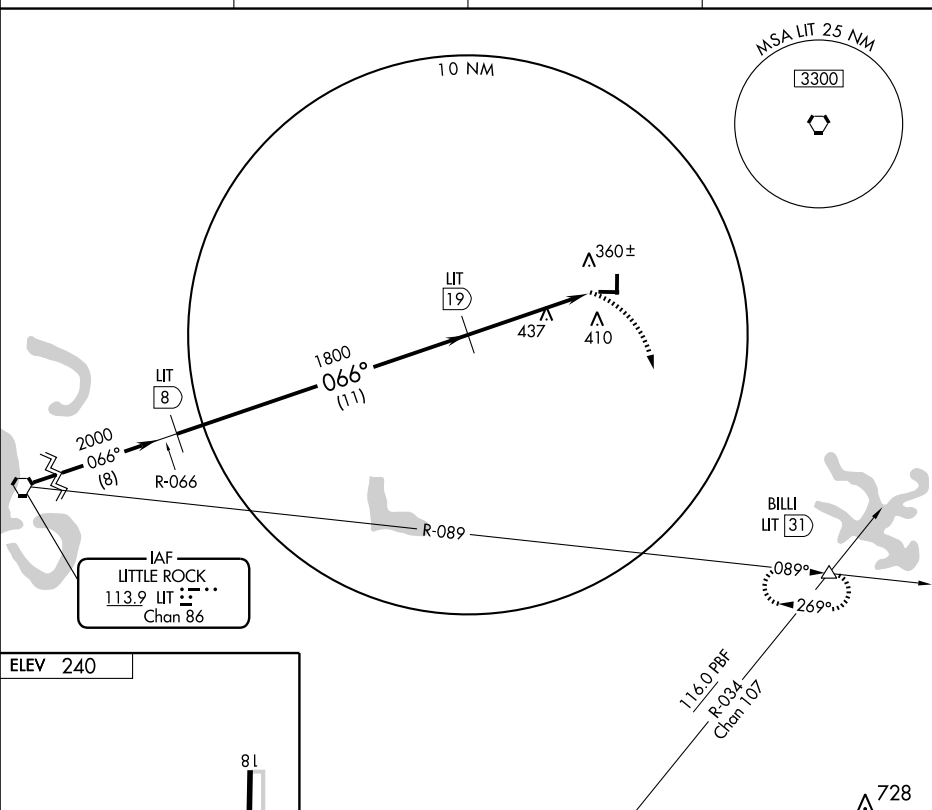 MSA LIT 25 NM
3300
10 NM
360±
LIT
19
437
410
1800
066°
(11)
LIT
8
2000
066°
(8)
R-066
R-089
BILLI
LIT 31
089°
269°
IAF
LITTLE ROCK
113.9 LIT
Chan 86
116.0 PBF
R-034
Chan 107
ELEV 240
18
728